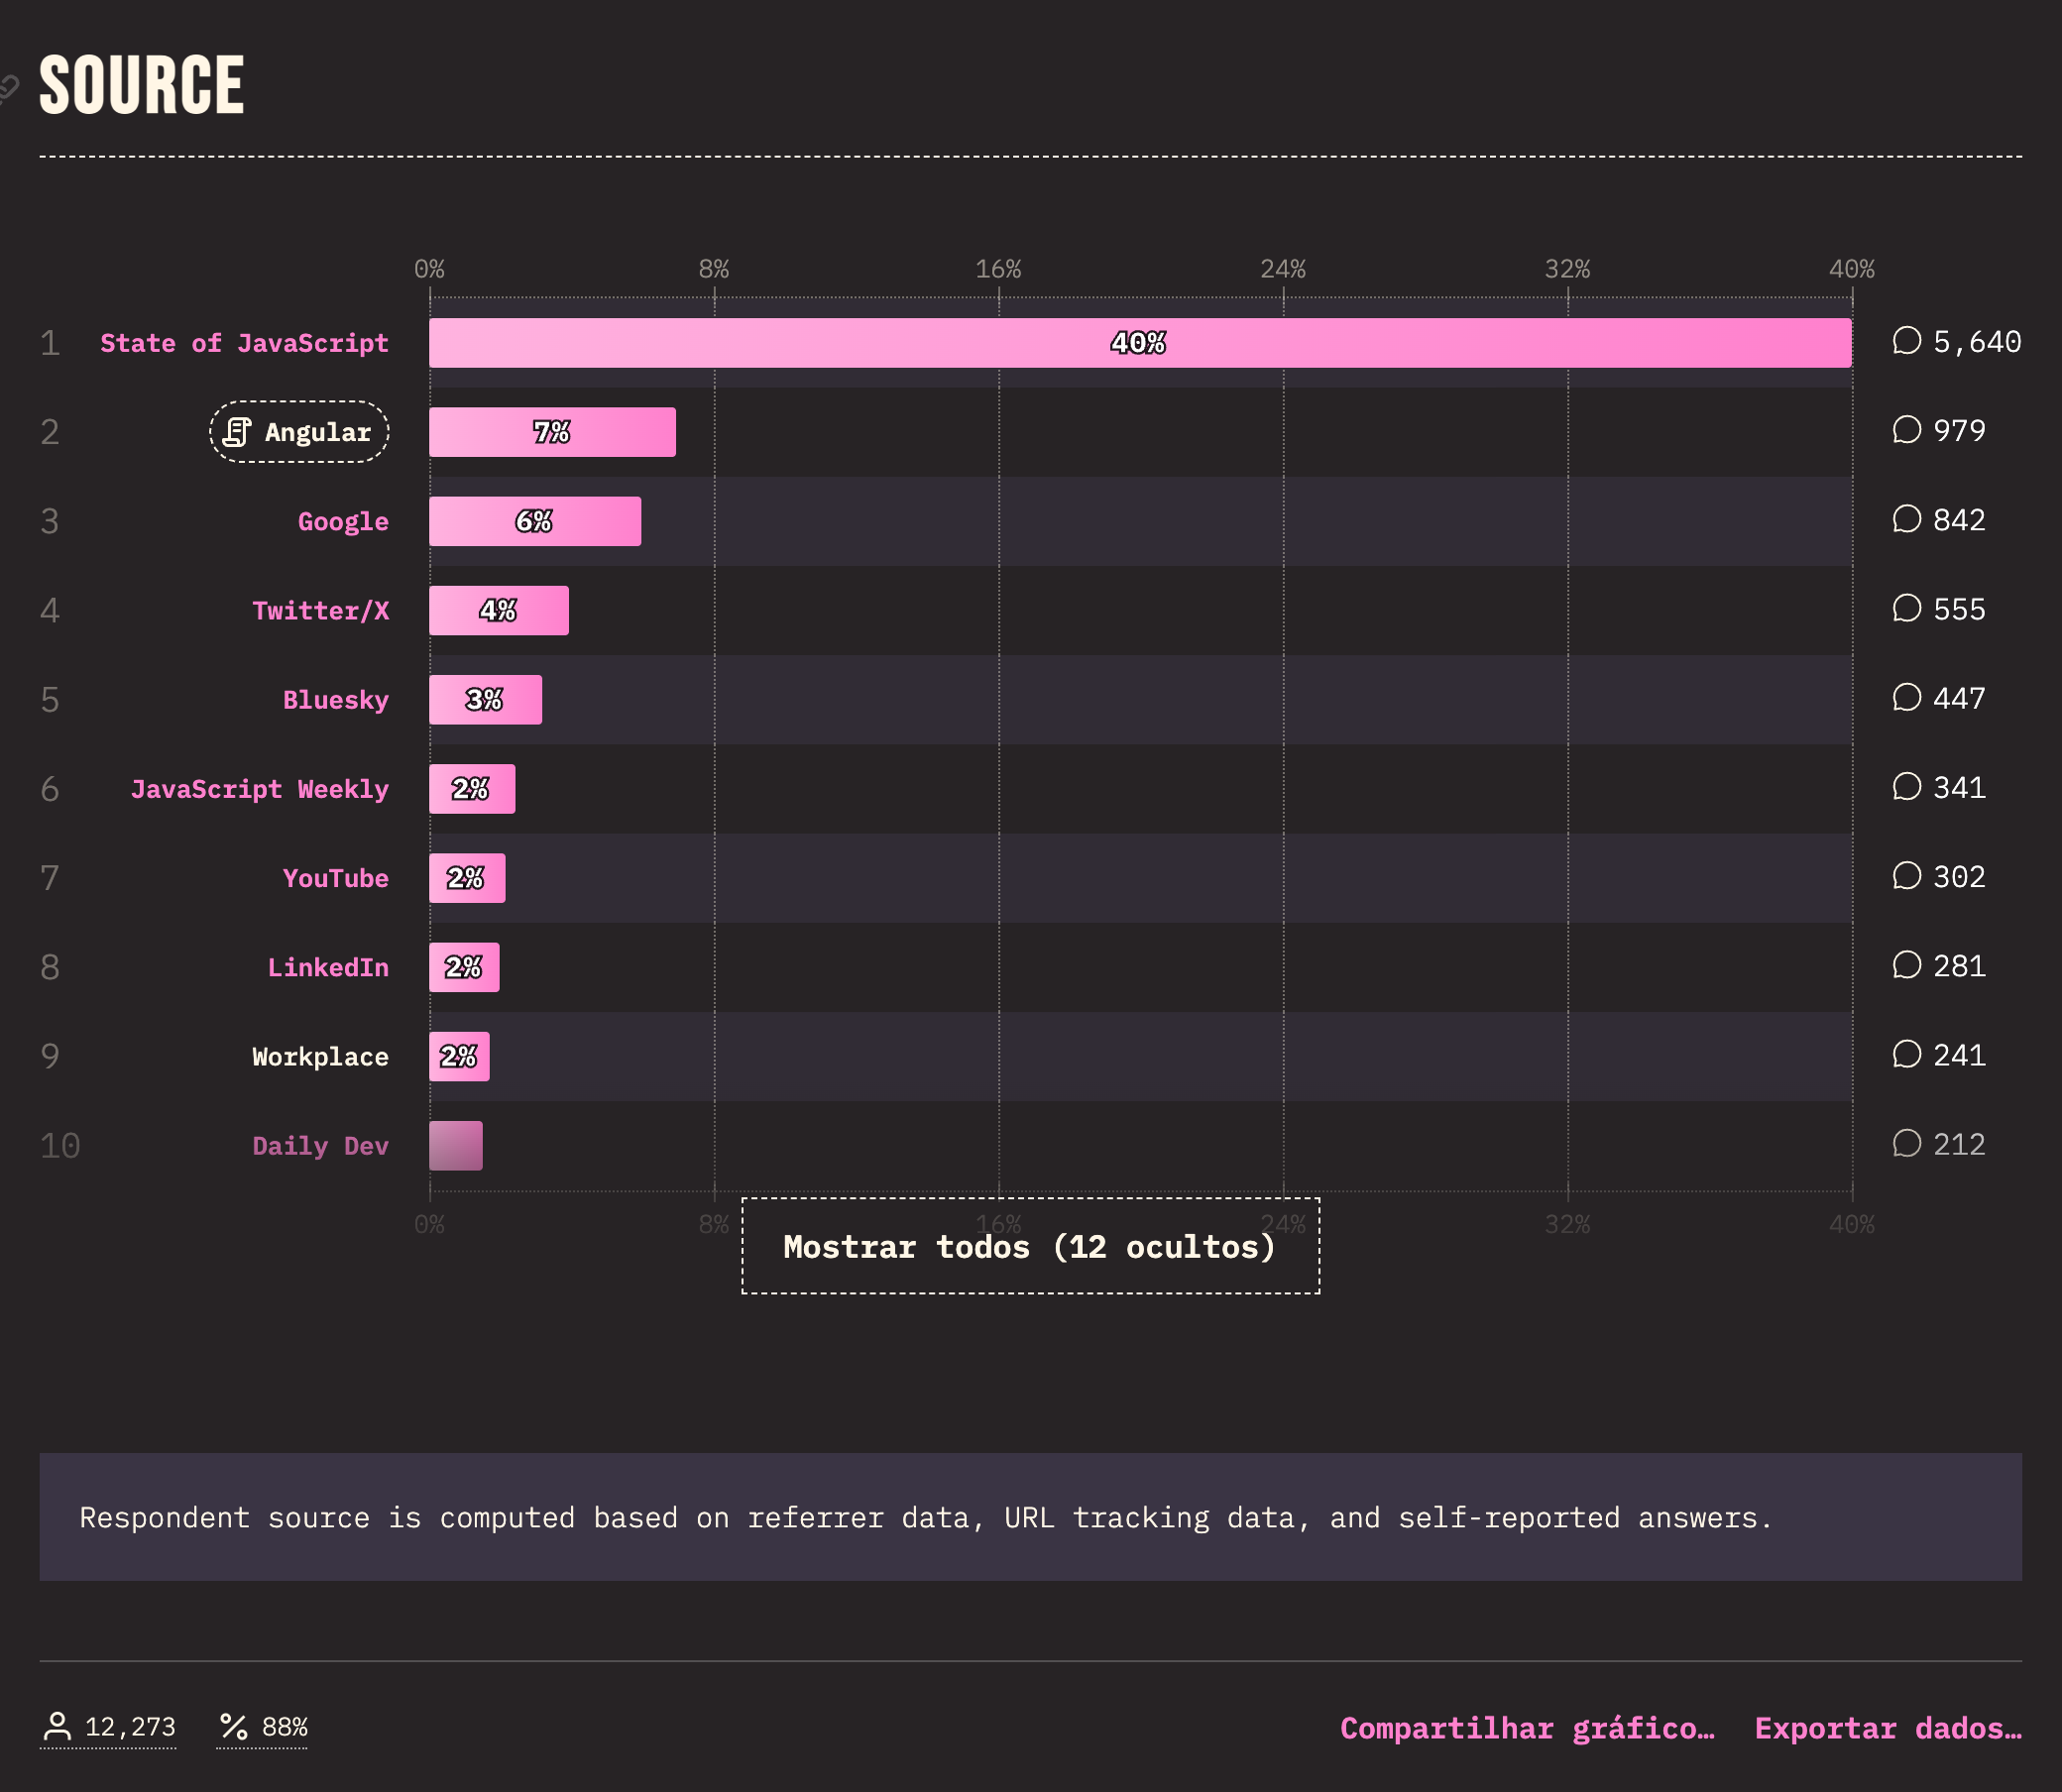 SOURCE
0% 8% 16% 24% 32% 40%
1 State of JavaScript 40% 5,640
2 Angular 7% 979
3 Google 6% 842
4 Twitter/X 4% 555
5 Bluesky 3% 447
6 JavaScript Weekly 2% 341
7 YouTube 2% 302
8 LinkedIn 2% 281
9 Workplace 2% 241
10 Daily Dev 212
0% 8% 16% 24% 32% 40%
Mostrar todos (12 ocultos)
Respondent source is computed based on referrer data, URL tracking data, and self-reported answers.
12,273 % 88% Compartilhar gráfico… Exportar dados…